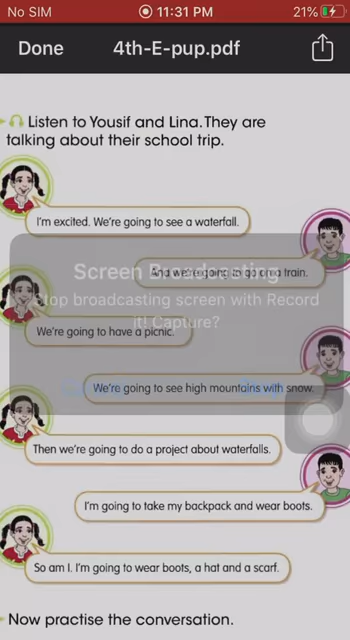 No SIM 11:31 PM 21%
Done 4th-E-pup.pdf
Listen to Yousif and Lina. They are
talking about their school trip.
I'm excited. We're going to see a waterfall.
Screen Broadcasting
And we're going to go on a train.
Stop broadcasting screen with Record
it! Capture?
We're going to have a picnic.
We're going to see high mountains with snow.
Then we're going to do a project about waterfalls.
I'm going to take my backpack and wear boots.
So am I. I'm going to wear boots, a hat and a scarf.
Now practise the conversation.